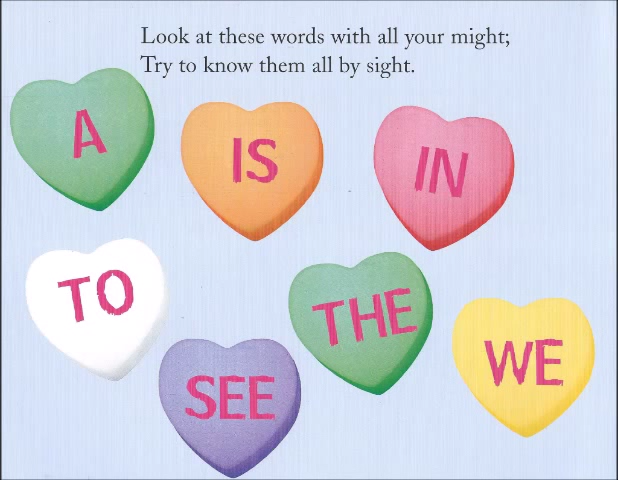 Look at these words with all your might;
Try to know them all by sight.
A
IS
IN
TO
THE
WE
SEE